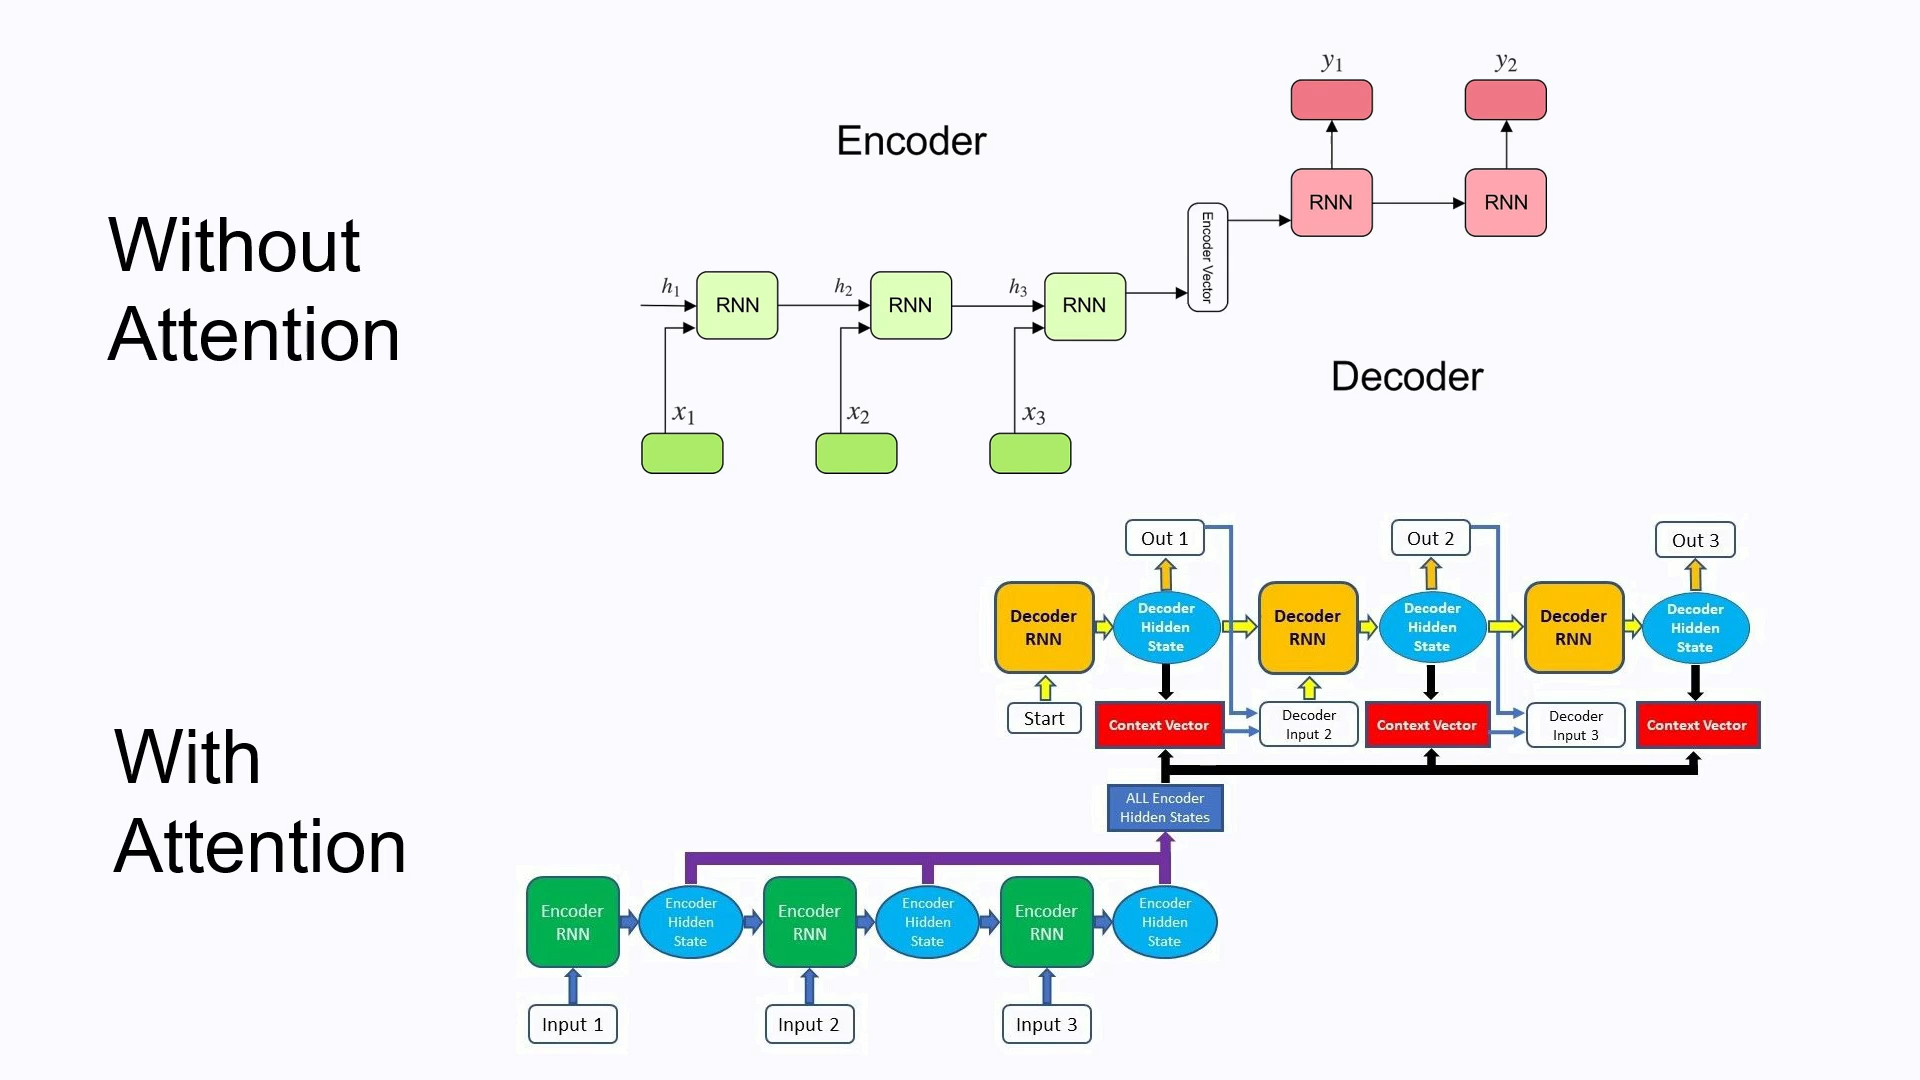 Without
Attention
Encoder
y1
y2
RNN
RNN
Encoder Vector
h1
RNN
h2
RNN
h3
RNN
x1
x2
x3
Decoder
With
Attention
Out 1
Out 2
Out 3
Decoder
RNN
Decoder
Hidden
State
Decoder
RNN
Decoder
Hidden
State
Decoder
RNN
Decoder
Hidden
State
Start
Context Vector
Decoder
Input 2
Context Vector
Decoder
Input 3
Context Vector
ALL Encoder
Hidden States
Encoder
RNN
Encoder
Hidden
State
Encoder
RNN
Encoder
Hidden
State
Encoder
RNN
Encoder
Hidden
State
Input 1
Input 2
Input 3